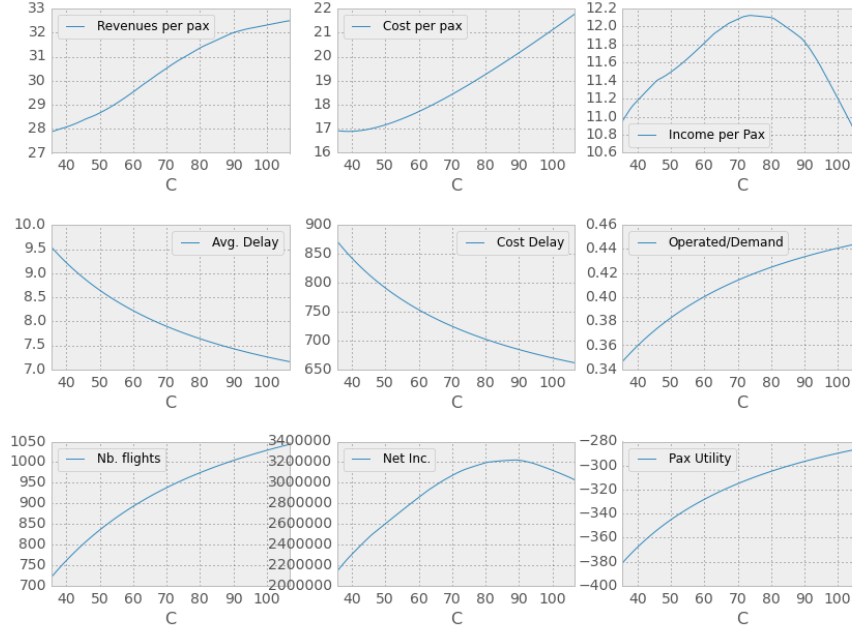 33
32
31
30
29
28
27
Revenues per pax
40 50 60 70 80 90 100
C
22
21
20
19
18
17
16
Cost per pax
40 50 60 70 80 90 100
C
12.2
12.0
11.8
11.6
11.4
11.2
11.0
10.8
10.6
Income per Pax
40 50 60 70 80 90 100
C
10.0
9.5
9.0
8.5
8.0
7.5
7.0
Avg. Delay
40 50 60 70 80 90 100
C
900
850
800
750
700
650
Cost Delay
40 50 60 70 80 90 100
C
0.46
0.44
0.42
0.40
0.38
0.36
0.34
Operated/Demand
40 50 60 70 80 90 100
C
1050
1000
950
900
850
800
750
700
Nb. flights
40 50 60 70 80 90 100
C
3400000
3200000
3000000
2800000
2600000
2400000
2200000
2000000
Net Inc.
40 50 60 70 80 90 100
C
−280
−300
−320
−340
−360
−380
−400
Pax Utility
40 50 60 70 80 90 100
C